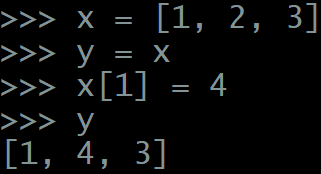 >>> x = [1, 2, 3]
>>> y = x
>>> x[1] = 4
>>> y
[1, 4, 3]